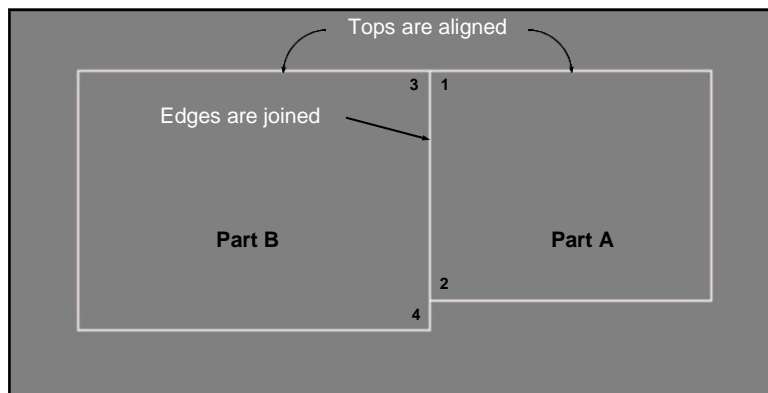 Tops are aligned
3 1
Edges are joined
Part B Part A
2
4